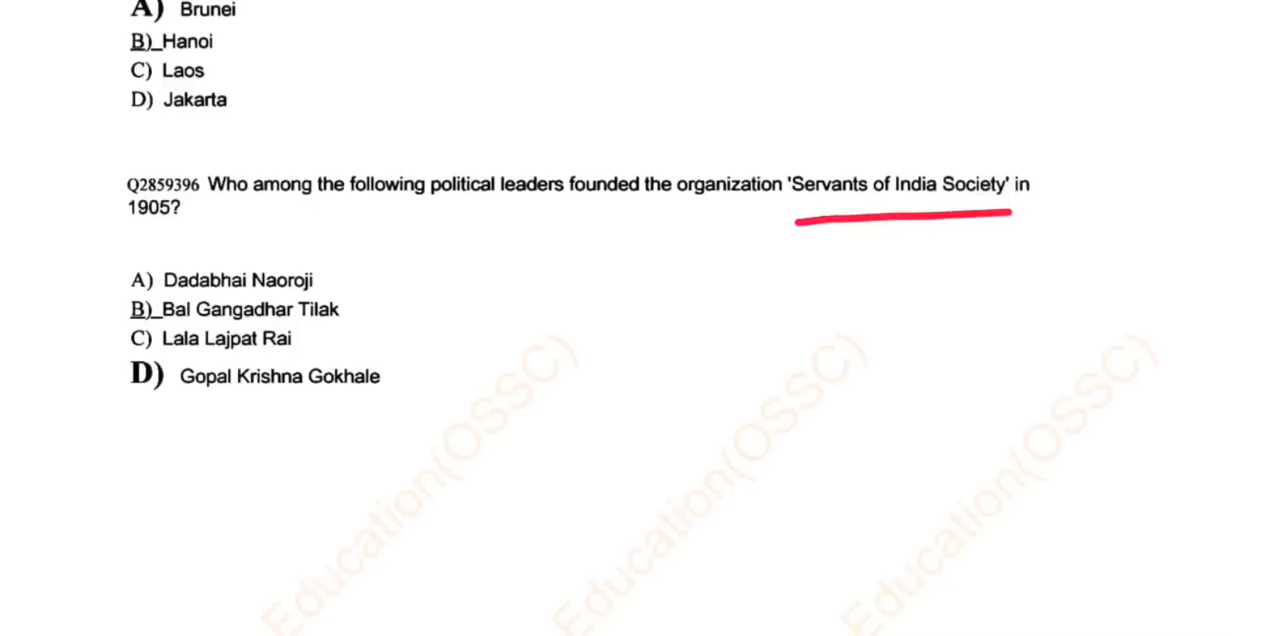 A) Brunei
B) Hanoi
C) Laos
D) Jakarta
Q2859396 Who among the following political leaders founded the organization 'Servants of India Society' in
1905?
A) Dadabhai Naoroji
B) Bal Gangadhar Tilak
C) Lala Lajpat Rai
D) Gopal Krishna Gokhale
Education(OSSC)
Education(OSSC)
Education(OSSC)